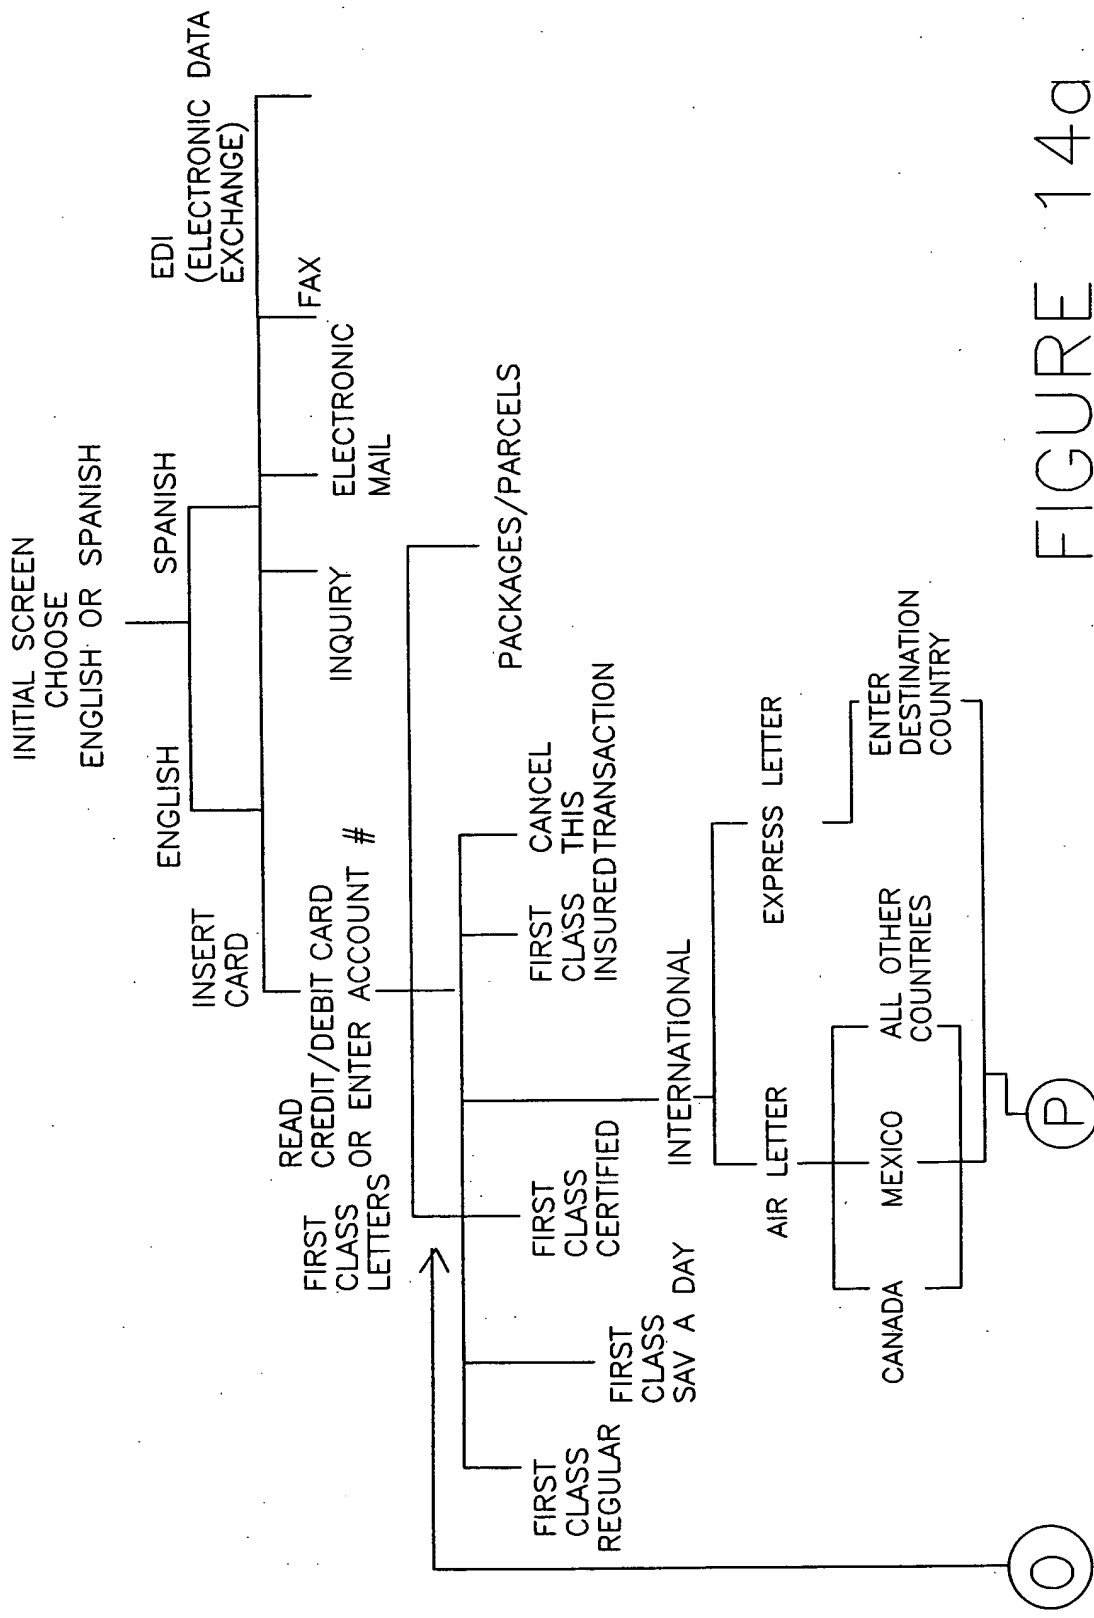 INITIAL SCREEN
CHOOSE
ENGLISH OR SPANISH
ENGLISH
SPANISH
INSERT
CARD
EDI
(ELECTRONIC DATA
EXCHANGE)
READ
CREDIT/DEBIT CARD
OR ENTER ACCOUNT #
INQUIRY
ELECTRONIC
MAIL
FAX
FIRST
CLASS
LETTERS
PACKAGES/PARCELS
FIRST
CLASS
REGULAR
FIRST
CLASS
SAV A DAY
FIRST
CLASS
CERTIFIED
INTERNATIONAL
FIRST
CLASS
INSURED
CANCEL
THIS
TRANSACTION
AIR LETTER
EXPRESS LETTER
CANADA
MEXICO
ALL OTHER
COUNTRIES
ENTER
DESTINATION
COUNTRY
O
P
FIGURE 14a